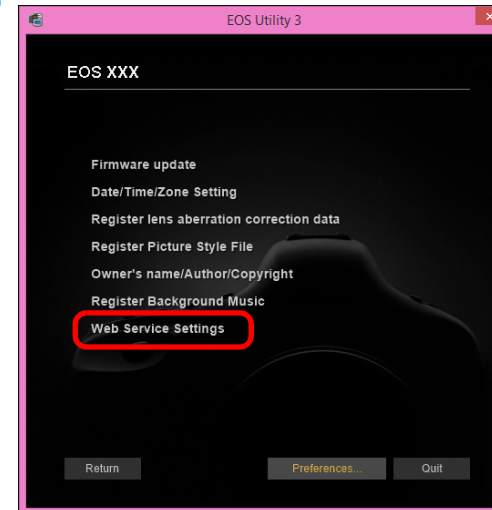 EOS Utility 3
EOS XXX
Firmware update
Date/Time/Zone Setting
Register lens aberration correction data
Register Picture Style File
Owner's name/Author/Copyright
Register Background Music
Web Service Settings
Return Preferences... Quit